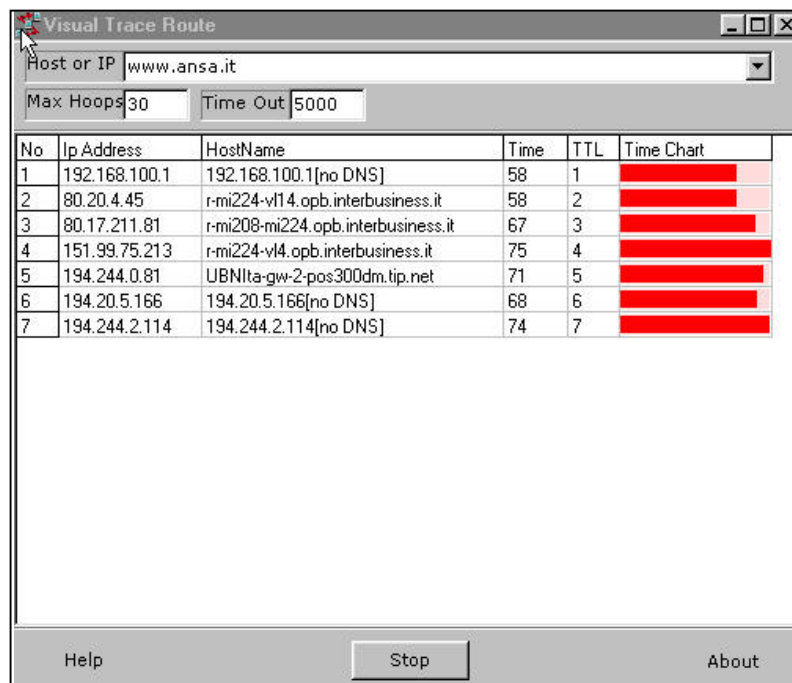 Visual Trace Route
Host or IP www.ansa.it
Max Hoops 30 Time Out 5000
No Ip Address HostName Time TTL Time Chart
1 192.168.100.1 192.168.100.1[no DNS] 58 1
2 80.20.4.45 r-mi224-vl14.opb.interbusiness.it 58 2
3 80.17.211.81 r-mi208-mi224.opb.interbusiness.it 67 3
4 151.99.75.213 r-mi224-vl4.opb.interbusiness.it 75 4
5 194.244.0.81 UBNIta-gw-2-pos300dm.tip.net 71 5
6 194.20.5.166 194.20.5.166[no DNS] 68 6
7 194.244.2.114 194.244.2.114[no DNS] 74 7
Help Stop About